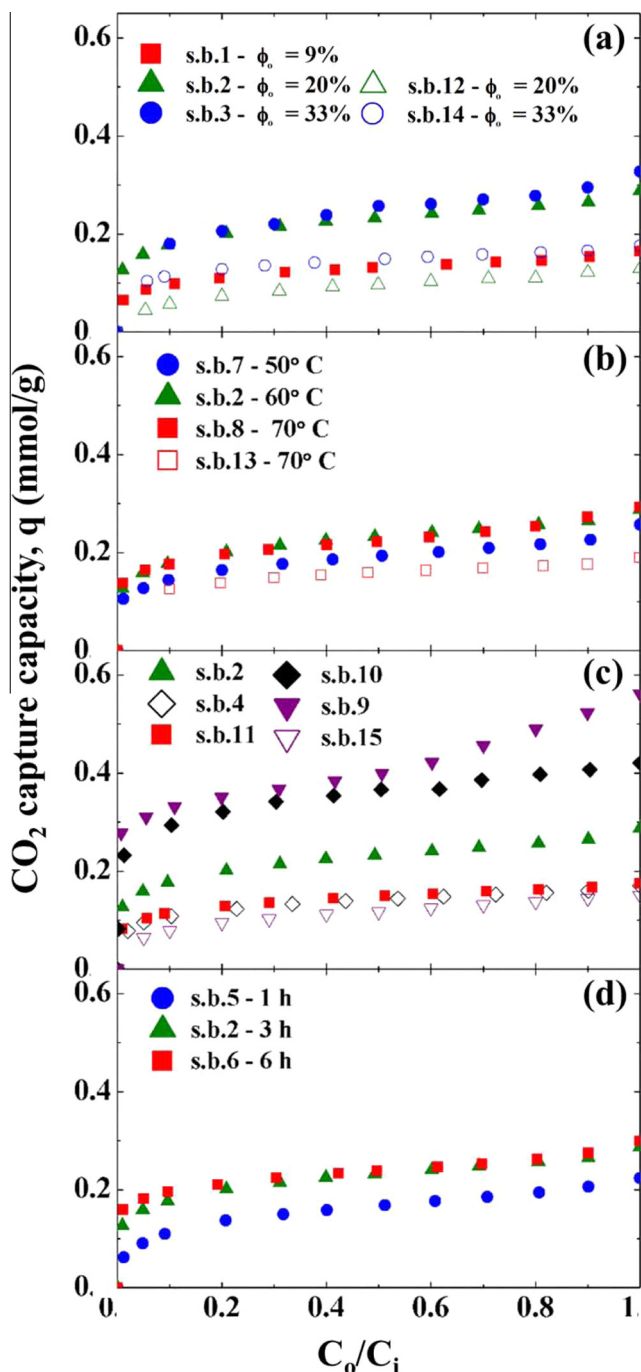 CO₂ capture capacity, q (mmol/g)
0.6
(a)
s.b.1 - ϕₒ = 9%
s.b.2 - ϕₒ = 20%
s.b.12 - ϕₒ = 20%
s.b.3 - ϕₒ = 33%
s.b.14 - ϕₒ = 33%
0.4
0.2
0.
0.6
(b)
s.b.7 - 50° C
s.b.2 - 60° C
s.b.8 - 70° C
s.b.13 - 70° C
0.4
0.2
0.
0.6
(c)
s.b.2
s.b.10
s.b.4
s.b.9
s.b.11
s.b.15
0.4
0.2
0.
0.6
(d)
s.b.5 - 1 h
s.b.2 - 3 h
s.b.6 - 6 h
0.4
0.2
0.
0. 0.2 0.4 0.6 0.8 1.
Cₒ/Cᵢ